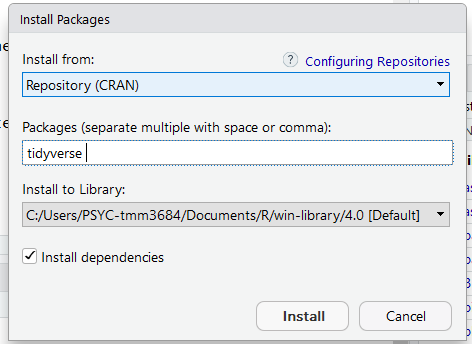 Install Packages
Install from:
Configuring Repositories
Repository (CRAN)
Packages (separate multiple with space or comma):
tidyverse
Install to Library:
C:/Users/PSYC-tmm3684/Documents/R/win-library/4.0 [Default]
Install dependencies
Install
Cancel